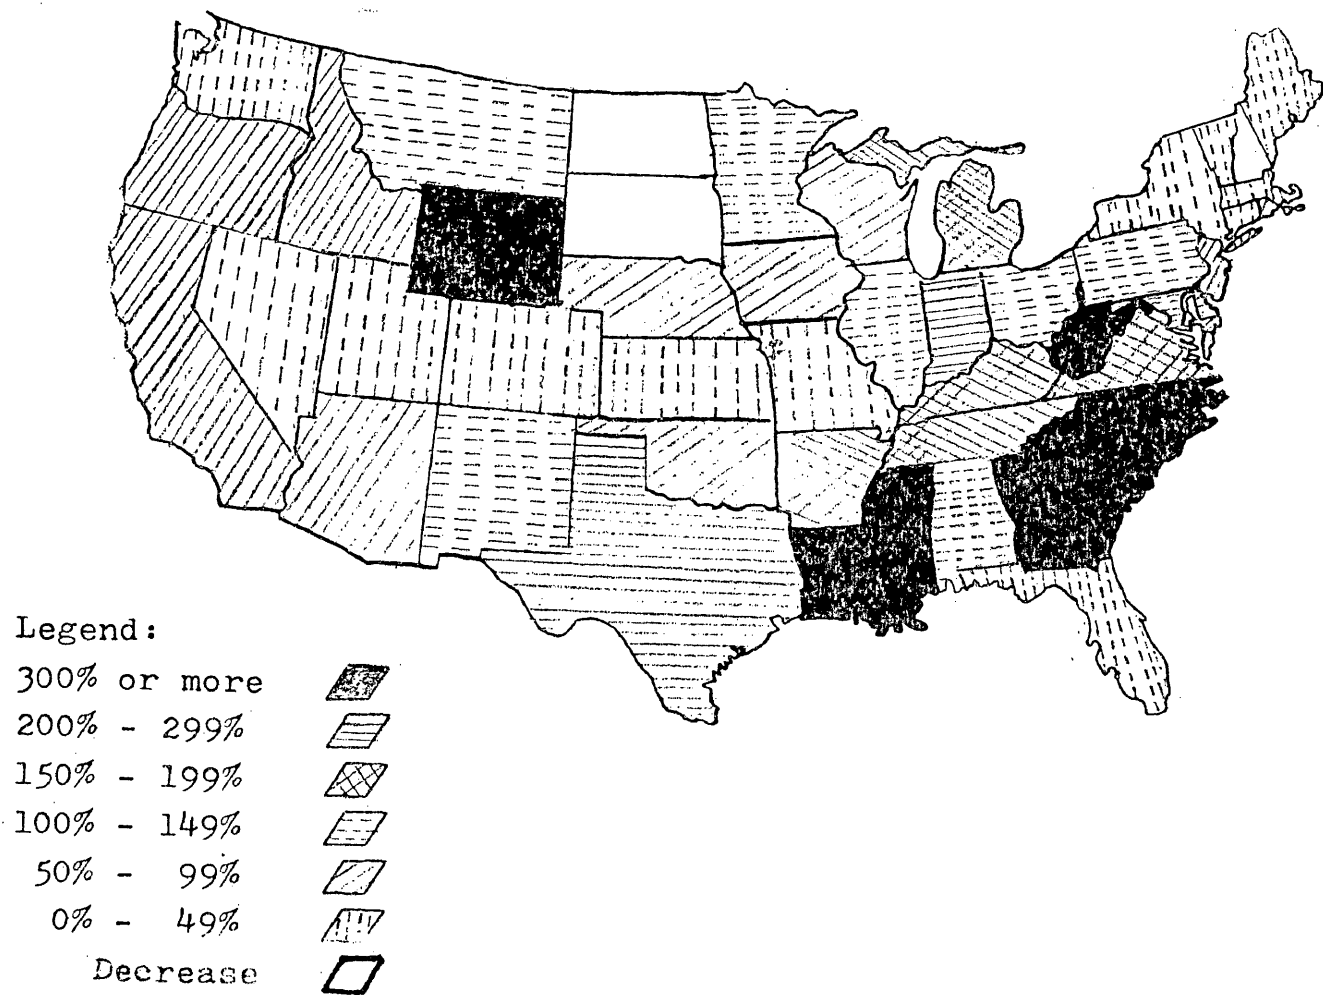 Legend:
300% or more
200% - 299%
150% - 199%
100% - 149%
50% - 99%
0% - 49%
Decrease